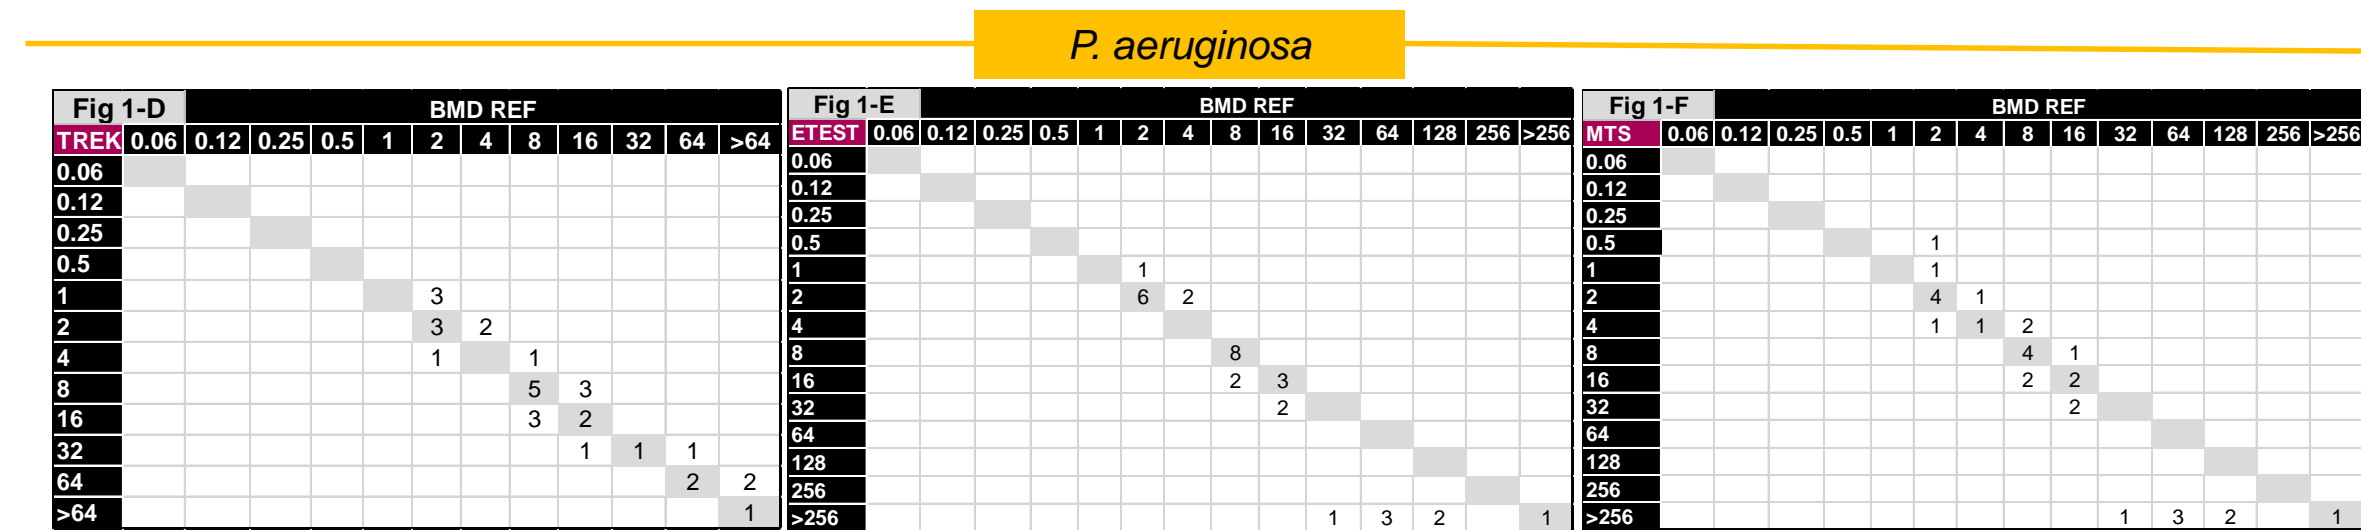 P. aeruginosa
Fig 1-D BMD REF
TREK 0.06 0.12 0.25 0.5 1 2 4 8 16 32 64 >64
0.06
0.12
0.25
0.5
1 3
2 3 2
4 1 1
8 5 3
16 3 2
32 1 1 1
64 2 2
>64 1
Fig 1-E BMD REF
ETEST 0.06 0.12 0.25 0.5 1 2 4 8 16 32 64 128 256 >256
0.06
0.12
0.25
0.5
1 1
2 6 2
4
8 8
16 2 3
32 2
64
128
256
>256 1 3 2 1
Fig 1-F BMD REF
MTS 0.06 0.12 0.25 0.5 1 2 4 8 16 32 64 128 256 >256
0.06
0.12
0.25
0.5 1
1 1
2 4 1
4 1 1 2
8 4 1
16 2 2
32 2
64
128
256
>256 1 3 2 1